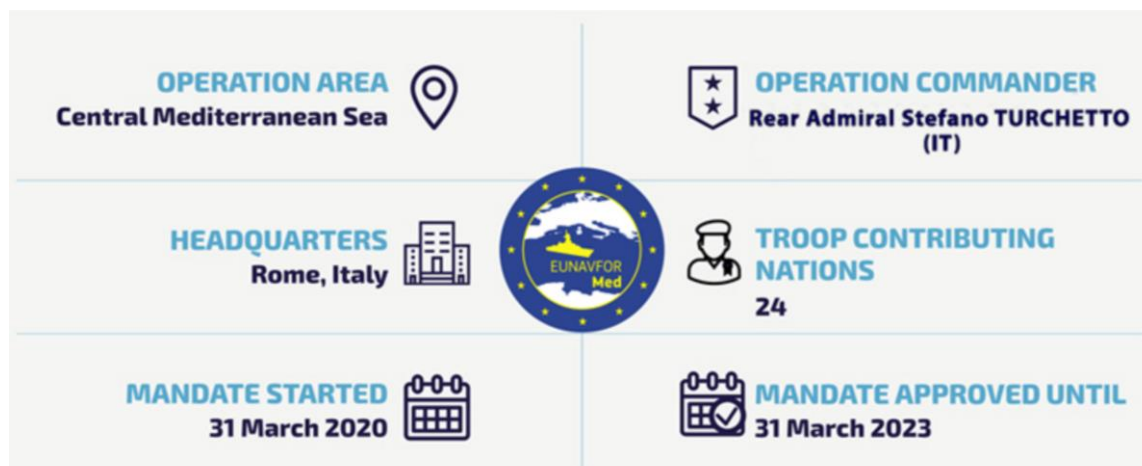 OPERATION AREA
Central Mediterranean Sea
OPERATION COMMANDER
Rear Admiral Stefano TURCHETTO
(IT)
HEADQUARTERS
Rome, Italy
EUNAVFOR
Med
TROOP CONTRIBUTING
NATIONS
24
MANDATE STARTED
31 March 2020
MANDATE APPROVED UNTIL
31 March 2023